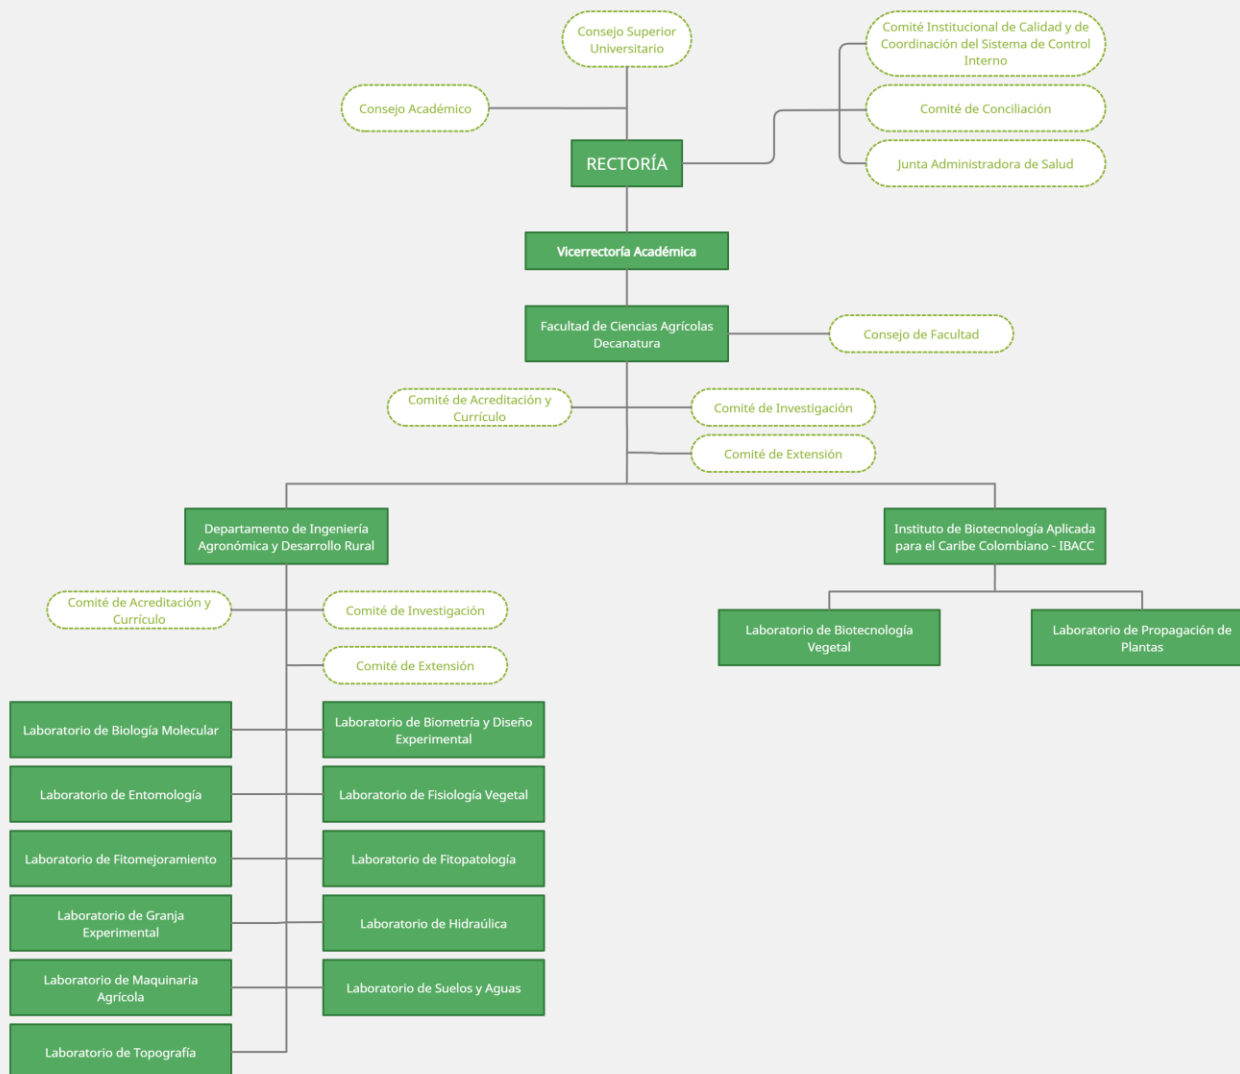 Consejo Superior
Universitario
Comité Institucional de Calidad y de
Coordinación del Sistema de Control
Interno
Consejo Académico
Comité de Conciliación
RECTORÍA
Junta Administradora de Salud
Vicerrectoría Académica
Facultad de Ciencias Agrícolas
Decanatura
Consejo de Facultad
Comité de Acreditación y
Currículo
Comité de Investigación
Comité de Extensión
Departamento de Ingeniería
Agronómica y Desarrollo Rural
Instituto de Biotecnología Aplicada
para el Caribe Colombiano - IBACC
Comité de Acreditación y
Currículo
Comité de Investigación
Comité de Extensión
Laboratorio de Biotecnología
Vegetal
Laboratorio de Propagación de
Plantas
Laboratorio de Biología Molecular
Laboratorio de Biometría y Diseño
Experimental
Laboratorio de Entomología
Laboratorio de Fisiología Vegetal
Laboratorio de Fitomejoramiento
Laboratorio de Fitopatología
Laboratorio de Granja
Experimental
Laboratorio de Hidraúlica
Laboratorio de Maquinaria
Agrícola
Laboratorio de Suelos y Aguas
Laboratorio de Topografía